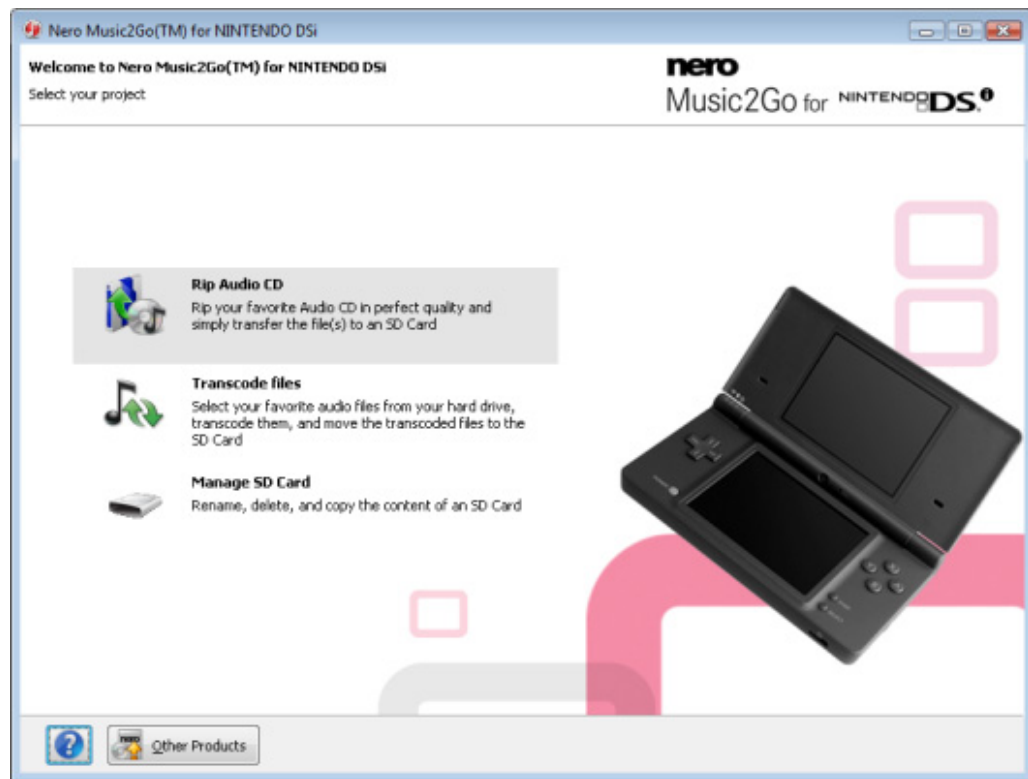 Nero Music2Go(TM) for NINTENDO DSi
Welcome to Nero Music2Go(TM) for NINTENDO DSi
Select your project
nero
Music2Go for NINTENDO DSi
Rip Audio CD
Rip your favorite Audio CD in perfect quality and
simply transfer the file(s) to an SD Card
Transcode files
Select your favorite audio files from your hard drive,
transcode them, and move the transcoded files to the
SD Card
Manage SD Card
Rename, delete, and copy the content of an SD Card
Other Products